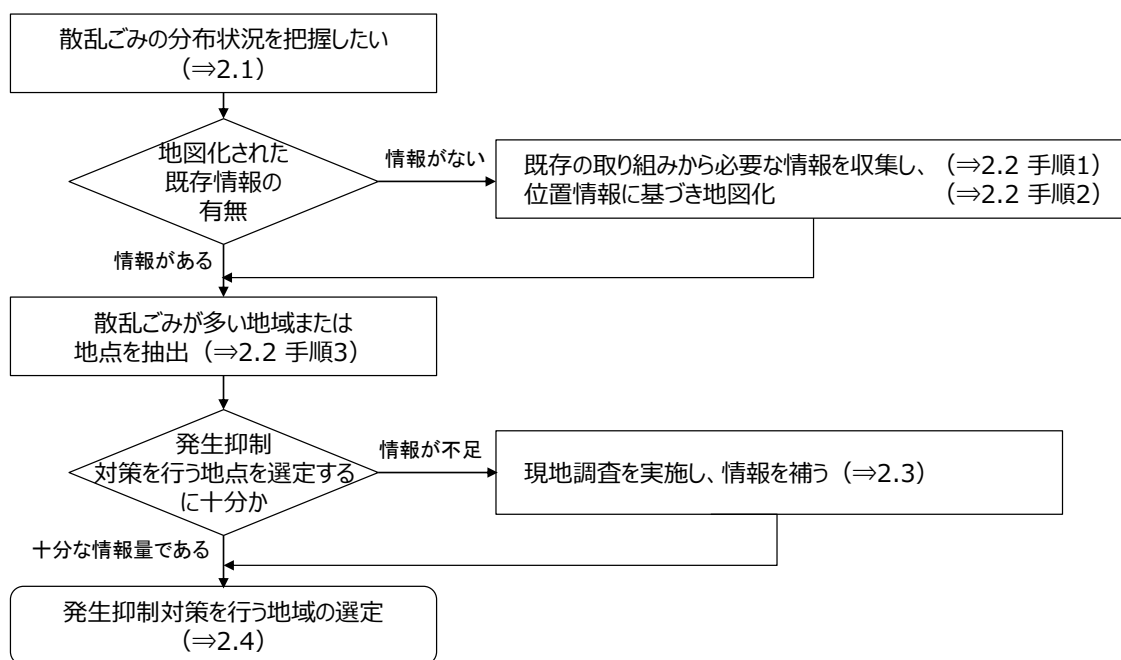 散乱ごみの分布状況を把握したい
（⇒2.1）
地図化された
既存情報の
有無
情報がない
既存の取り組みから必要な情報を収集し、（⇒2.2 手順1）
位置情報に基づき地図化 （⇒2.2 手順2）
情報がある
散乱ごみが多い地域または
地点を抽出（⇒2.2 手順3）
発生抑制
対策を行う地点を選定する
に十分か
情報が不足
現地調査を実施し、情報を補う（⇒2.3）
十分な情報量である
発生抑制対策を行う地域の選定
（⇒2.4）